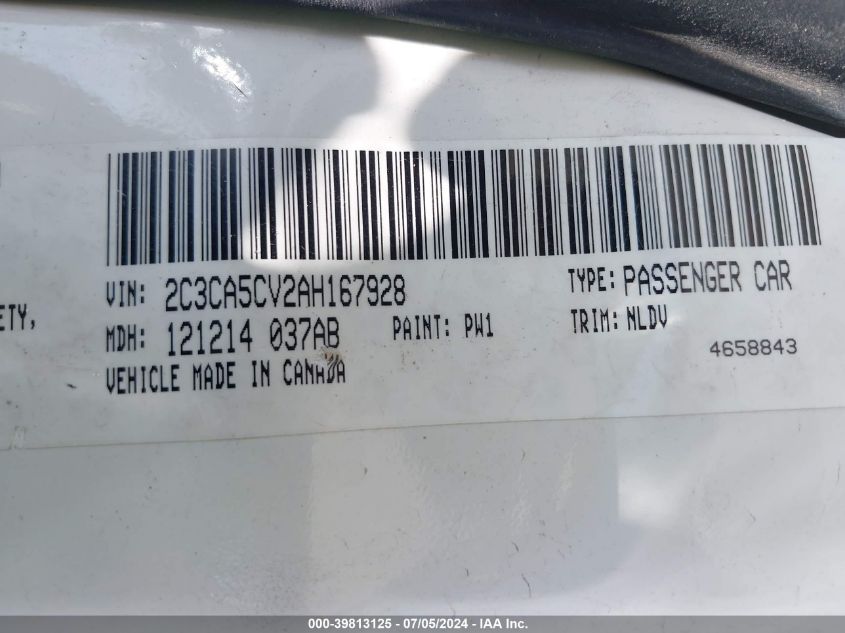 VIN: 2C3CA5CV2AH167928 TYPE: PASSENGER CAR
ETY,
MDH: 121214 037AB PAINT: PW1 TRIM: NLDV
4658843
VEHICLE MADE IN CANADA
000-39813125 - 07/05/2024 - IAA Inc.